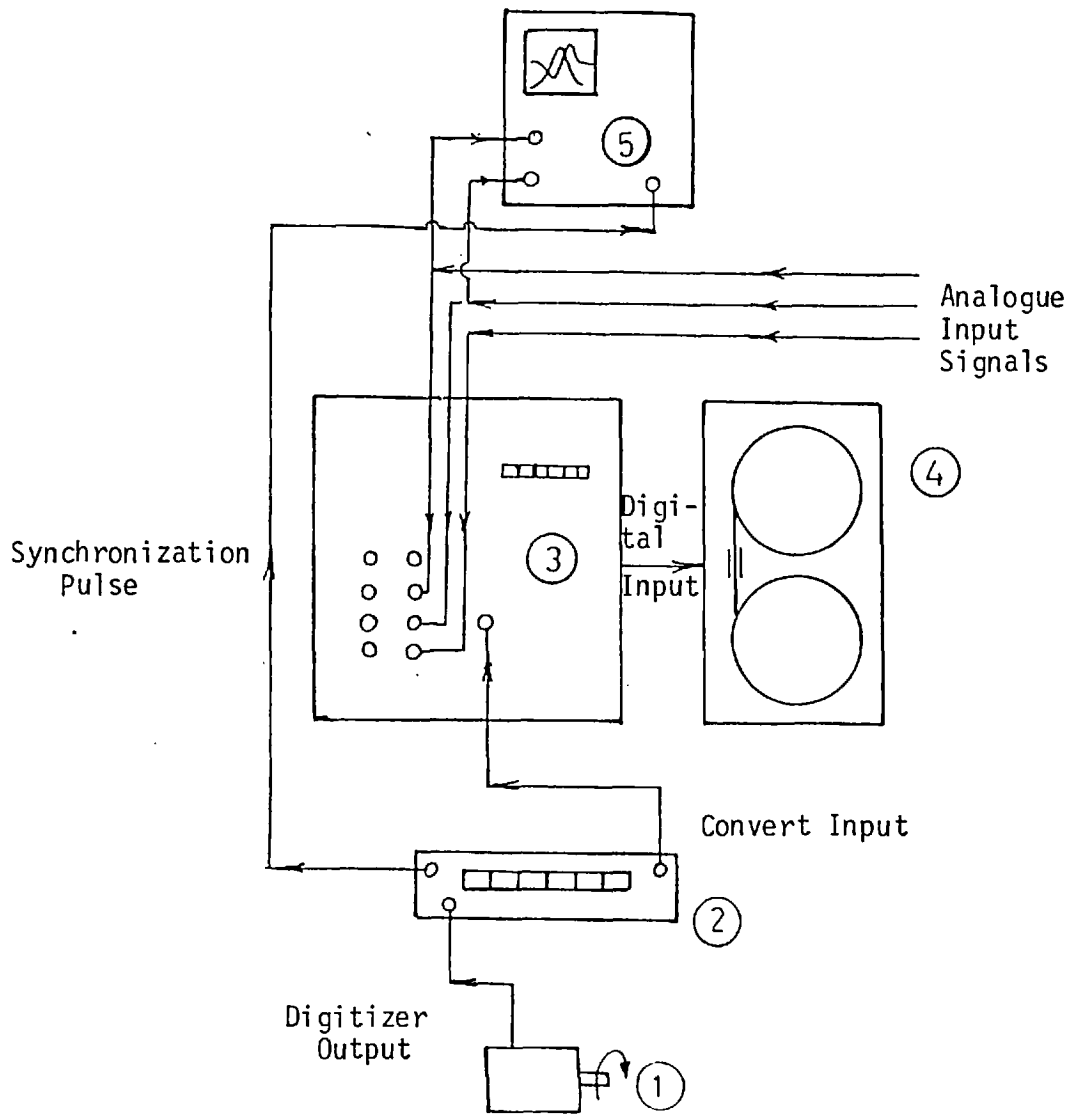 5
Analogue
Input
Signals
4
Digi-
tal
Input
3
Synchronization
Pulse
Convert Input
2
Digitizer
Output
1